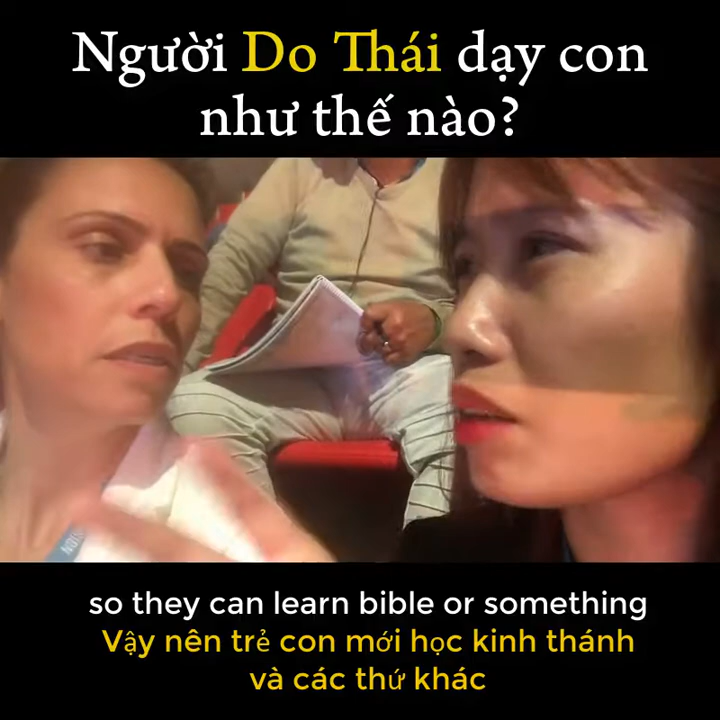 Người Do Thái dạy con
như thế nào?
so they can learn bible or something
Vậy nên trẻ con mới học kinh thánh
và các thứ khác